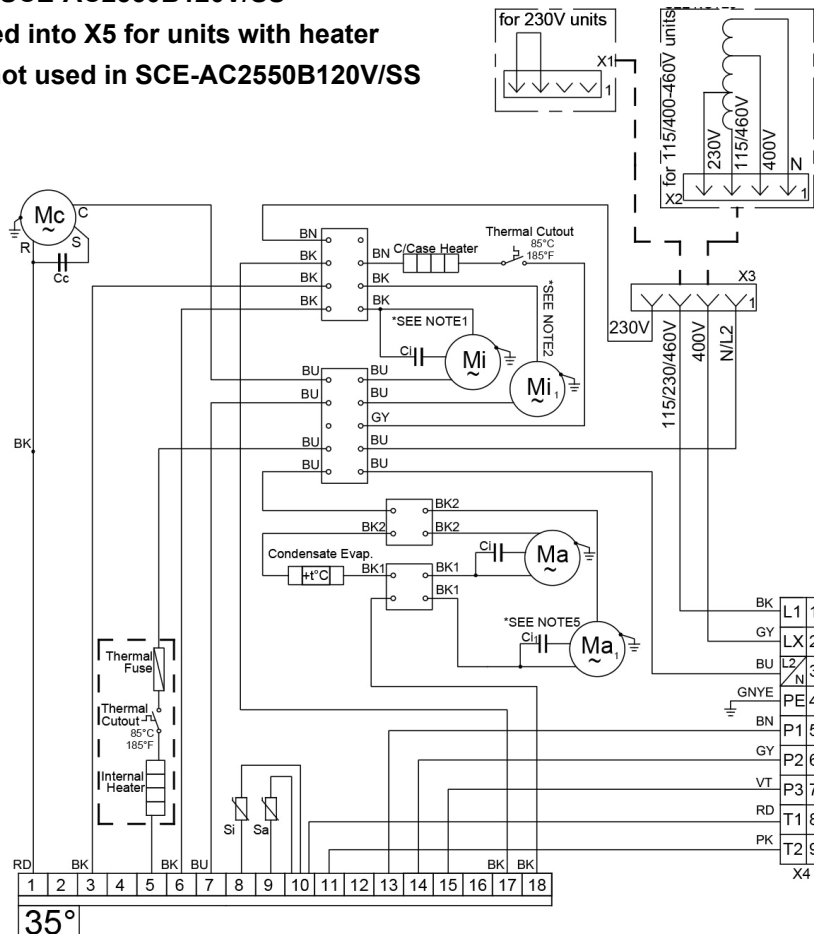 SCE-AC2550B120V/SS
ed into X5 for units with heater
not used in SCE-AC2550B120V/SS
for 230V units
X1
1
for 115/400-460V units
230V
115/460V
400V
N
X2
1
Mc
~
C
R
S
Cc
BN
BK
BK
BK
BN
BK
BK
C/Case Heater
Thermal Cutout
85°C
185°F
*SEE NOTE1
*SEE NOTE2
Ci
Mi
~
Mi1
~
X3
1
230V
115/230/460V
400V
N/L2
BU
BU
BU
BU
BU
BU
GY
BU
BU
BK
BK2
BK2
BK2
Condensate Evap.
+t°C
BK1
BK1
BK1
Ci
Ma
~
*SEE NOTE5
Ci1
Ma1
~
Thermal
Fuse
Thermal
Cutout
85°C
185°F
Internal
Heater
Si
Sa
BK L1 1
GY LX 2
BU L2/N 3
GNYE PE 4
BN P1 5
GY P2 6
VT P3 7
RD T1 8
PK T2 9
X4
RD BK BK BU BK BK
1 2 3 4 5 6 7 8 9 10 11 12 13 14 15 16 17 18
35°